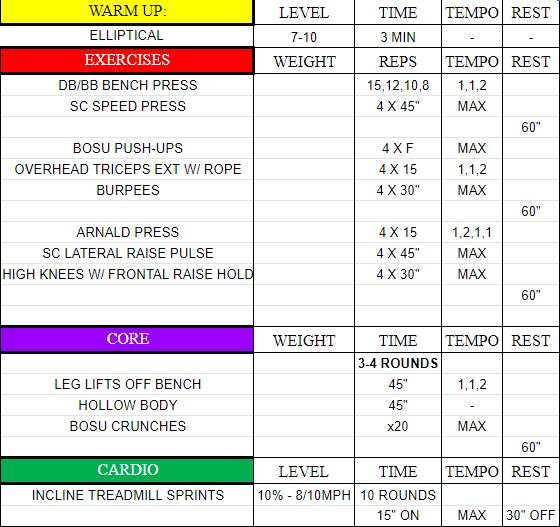 WARM UP: LEVEL TIME TEMPO REST
ELLIPTICAL 7-10 3 MIN - -
EXERCISES WEIGHT REPS TEMPO REST
DB/BB BENCH PRESS 15,12,10,8 1,1,2
SC SPEED PRESS 4 X 45" MAX
60"
BOSU PUSH-UPS 4 X F MAX
OVERHEAD TRICEPS EXT W/ ROPE 4 X 15 1,1,2
BURPEES 4 X 30" MAX
60"
ARNALD PRESS 4 X 15 1,2,1,1
SC LATERAL RAISE PULSE 4 X 45" MAX
HIGH KNEES W/ FRONTAL RAISE HOLD 4 X 30" MAX
60"
CORE WEIGHT TIME TEMPO REST
3-4 ROUNDS
LEG LIFTS OFF BENCH 45" 1,1,2
HOLLOW BODY 45" -
BOSU CRUNCHES x20 MAX
60"
CARDIO LEVEL TIME TEMPO REST
INCLINE TREADMILL SPRINTS 10% - 8/10MPH 10 ROUNDS
15" ON MAX 30" OFF